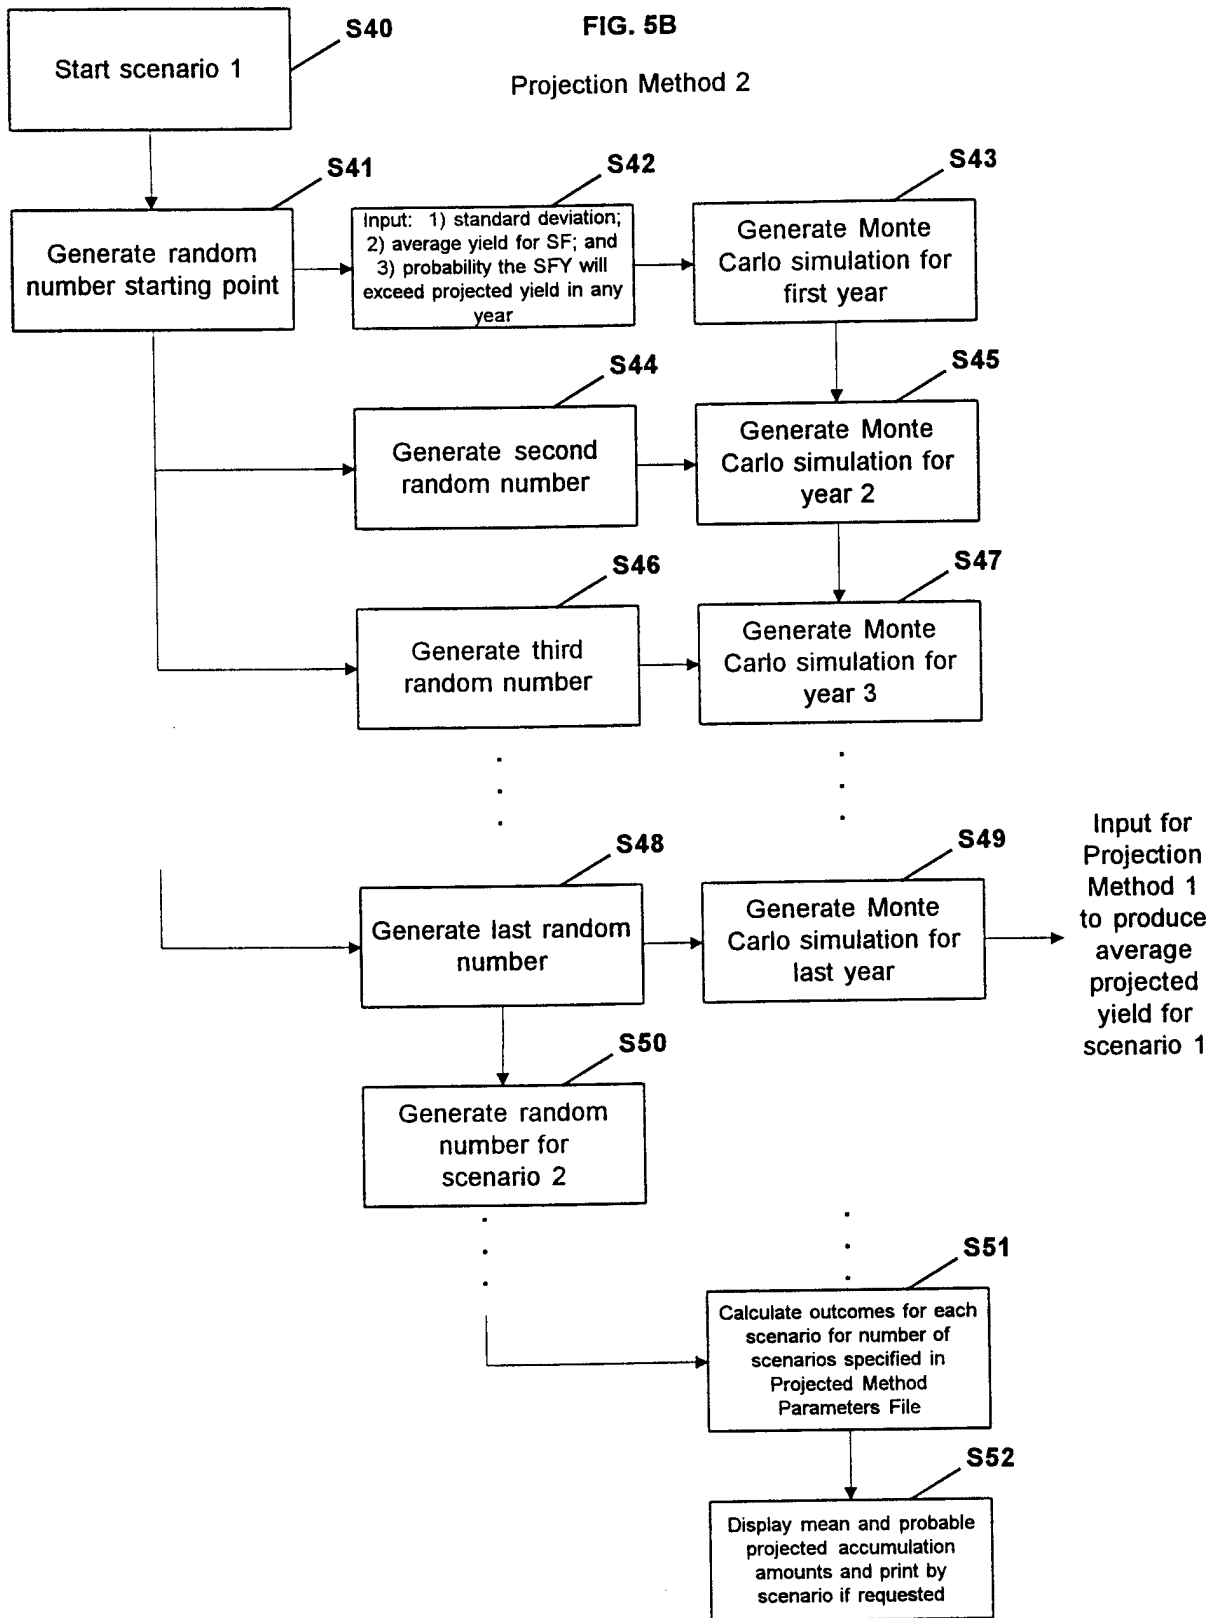 S40
FIG. 5B
Start scenario 1
Projection Method 2
S41
S42
S43
Generate random
number starting point
Input: 1) standard deviation;
2) average yield for SF; and
3) probability the SFY will
exceed projected yield in any
year
Generate Monte
Carlo simulation for
first year
S44
S45
Generate second
random number
Generate Monte
Carlo simulation for
year 2
S46
S47
Generate third
random number
Generate Monte
Carlo simulation for
year 3
S48
S49
Generate last random
number
Generate Monte
Carlo simulation for
last year
Input for
Projection
Method 1
to produce
average
projected
yield for
scenario 1
S50
Generate random
number for
scenario 2
S51
Calculate outcomes for each
scenario for number of
scenarios specified in
Projected Method
Parameters File
S52
Display mean and probable
projected accumulation
amounts and print by
scenario if requested